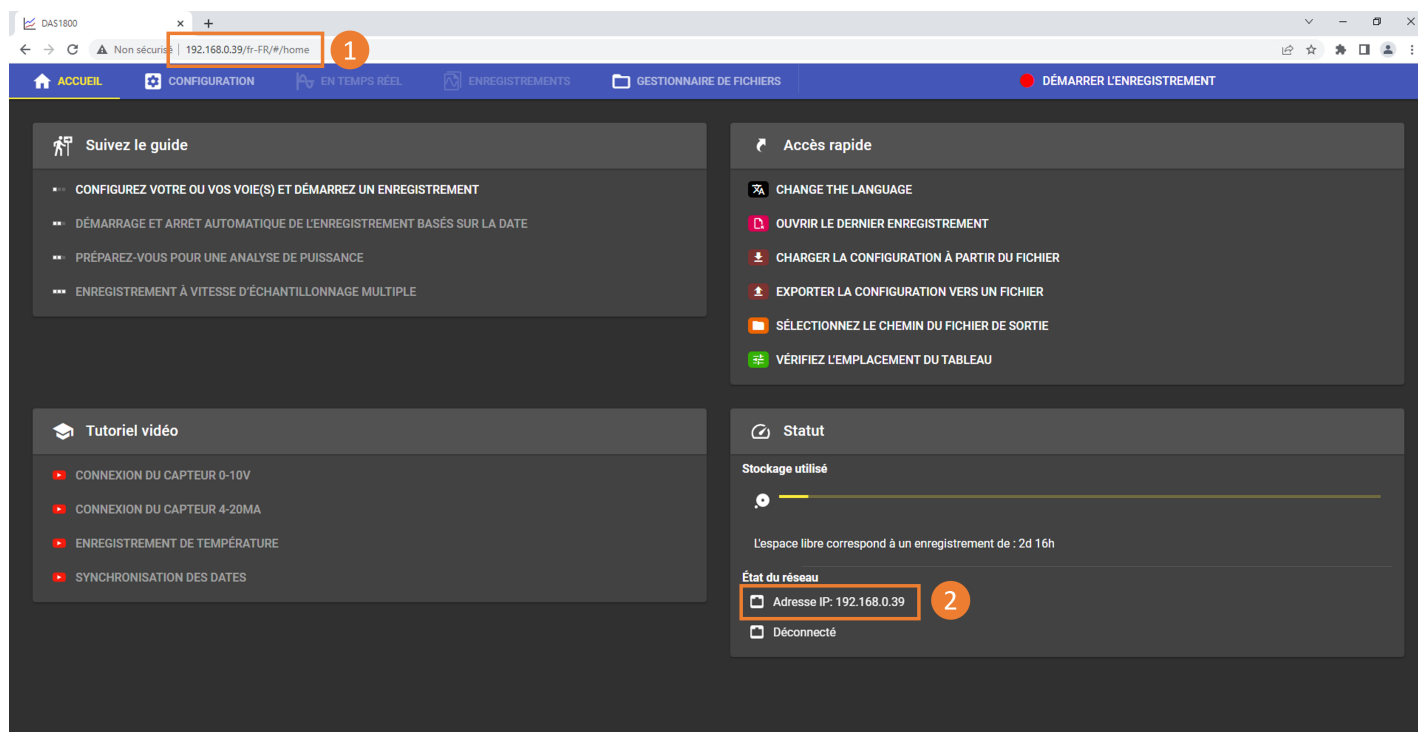 DAS1800
Non sécurisé 192.168.0.39/fr-FR/#/home
1
ACCUEIL CONFIGURATION EN TEMPS RÉEL ENREGISTREMENTS GESTIONNAIRE DE FICHIERS DÉMARRER L'ENREGISTREMENT
Suivez le guide
CONFIGUREZ VOTRE OU VOS VOIE(S) ET DÉMARREZ UN ENREGISTREMENT
DÉMARRAGE ET ARRÊT AUTOMATIQUE DE L'ENREGISTREMENT BASÉS SUR LA DATE
PRÉPAREZ-VOUS POUR UNE ANALYSE DE PUISSANCE
ENREGISTREMENT À VITESSE D'ÉCHANTILLONNAGE MULTIPLE
Accès rapide
CHANGE THE LANGUAGE
OUVRIR LE DERNIER ENREGISTREMENT
CHARGER LA CONFIGURATION À PARTIR DU FICHIER
EXPORTER LA CONFIGURATION VERS UN FICHIER
SÉLECTIONNEZ LE CHEMIN DU FICHIER DE SORTIE
VÉRIFIEZ L'EMPLACEMENT DU TABLEAU
Tutoriel vidéo
CONNEXION DU CAPTEUR 0-10V
CONNEXION DU CAPTEUR 4-20MA
ENREGISTREMENT DE TEMPÉRATURE
SYNCHRONISATION DES DATES
Statut
Stockage utilisé
L'espace libre correspond à un enregistrement de : 2d 16h
État du réseau
Adresse IP: 192.168.0.39
2
Déconnecté